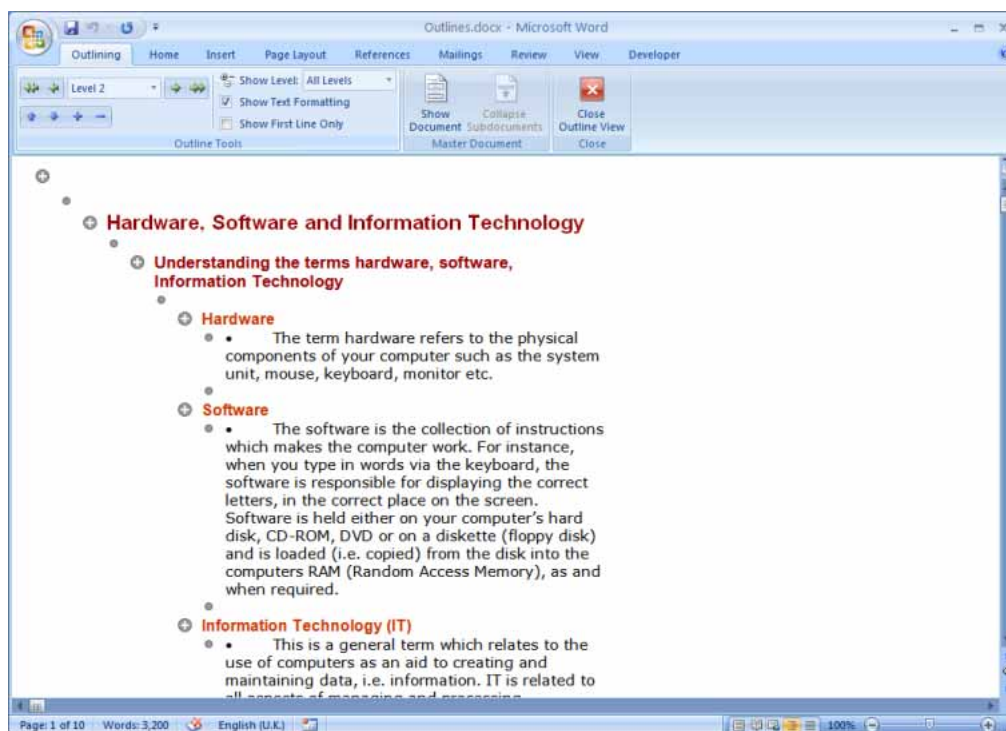 Outlines.docx - Microsoft Word
Outlining Home Insert Page Layout References Mailings Review View Developer
Level 2
Show Level: All Levels
Show Text Formatting
Show First Line Only
Outline Tools
Show Document
Collapse Subdocuments
Master Document
Close Outline View
Close
Hardware, Software and Information Technology
Understanding the terms hardware, software,
Information Technology
Hardware
• The term hardware refers to the physical
components of your computer such as the system
unit, mouse, keyboard, monitor etc.
Software
• The software is the collection of instructions
which makes the computer work. For instance,
when you type in words via the keyboard, the
software is responsible for displaying the correct
letters, in the correct place on the screen.
Software is held either on your computer's hard
disk, CD-ROM, DVD or on a diskette (floppy disk)
and is loaded (i.e. copied) from the disk into the
computers RAM (Random Access Memory), as and
when required.
Information Technology (IT)
• This is a general term which relates to the
use of computers as an aid to creating and
maintaining data, i.e. information. IT is related to
all aspects of managing and processing
Page: 1 of 10 Words: 3,200 English (U.K.) 100%